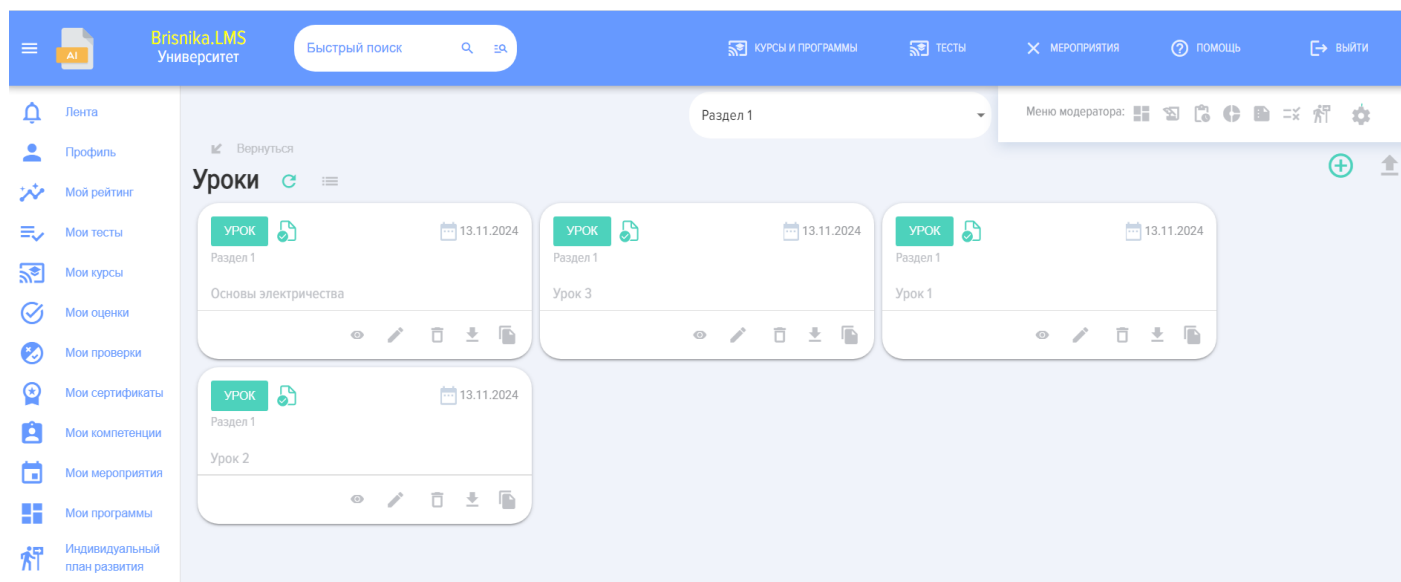 AI
Brisnika.LMS
Университет
Быстрый поиск
КУРСЫ И ПРОГРАММЫ
ТЕСТЫ
МЕРОПРИЯТИЯ
ПОМОЩЬ
ВЫЙТИ
Лента
Профиль
Мой рейтинг
Мои тесты
Мои курсы
Мои оценки
Мои проверки
Мои сертификаты
Мои компетенции
Мои мероприятия
Мои программы
Индивидуальный
план развития
Раздел 1
Меню модератора:
Вернуться
Уроки
УРОК
13.11.2024
Раздел 1
Основы электричества
УРОК
13.11.2024
Раздел 1
Урок 3
УРОК
13.11.2024
Раздел 1
Урок 1
УРОК
13.11.2024
Раздел 1
Урок 2